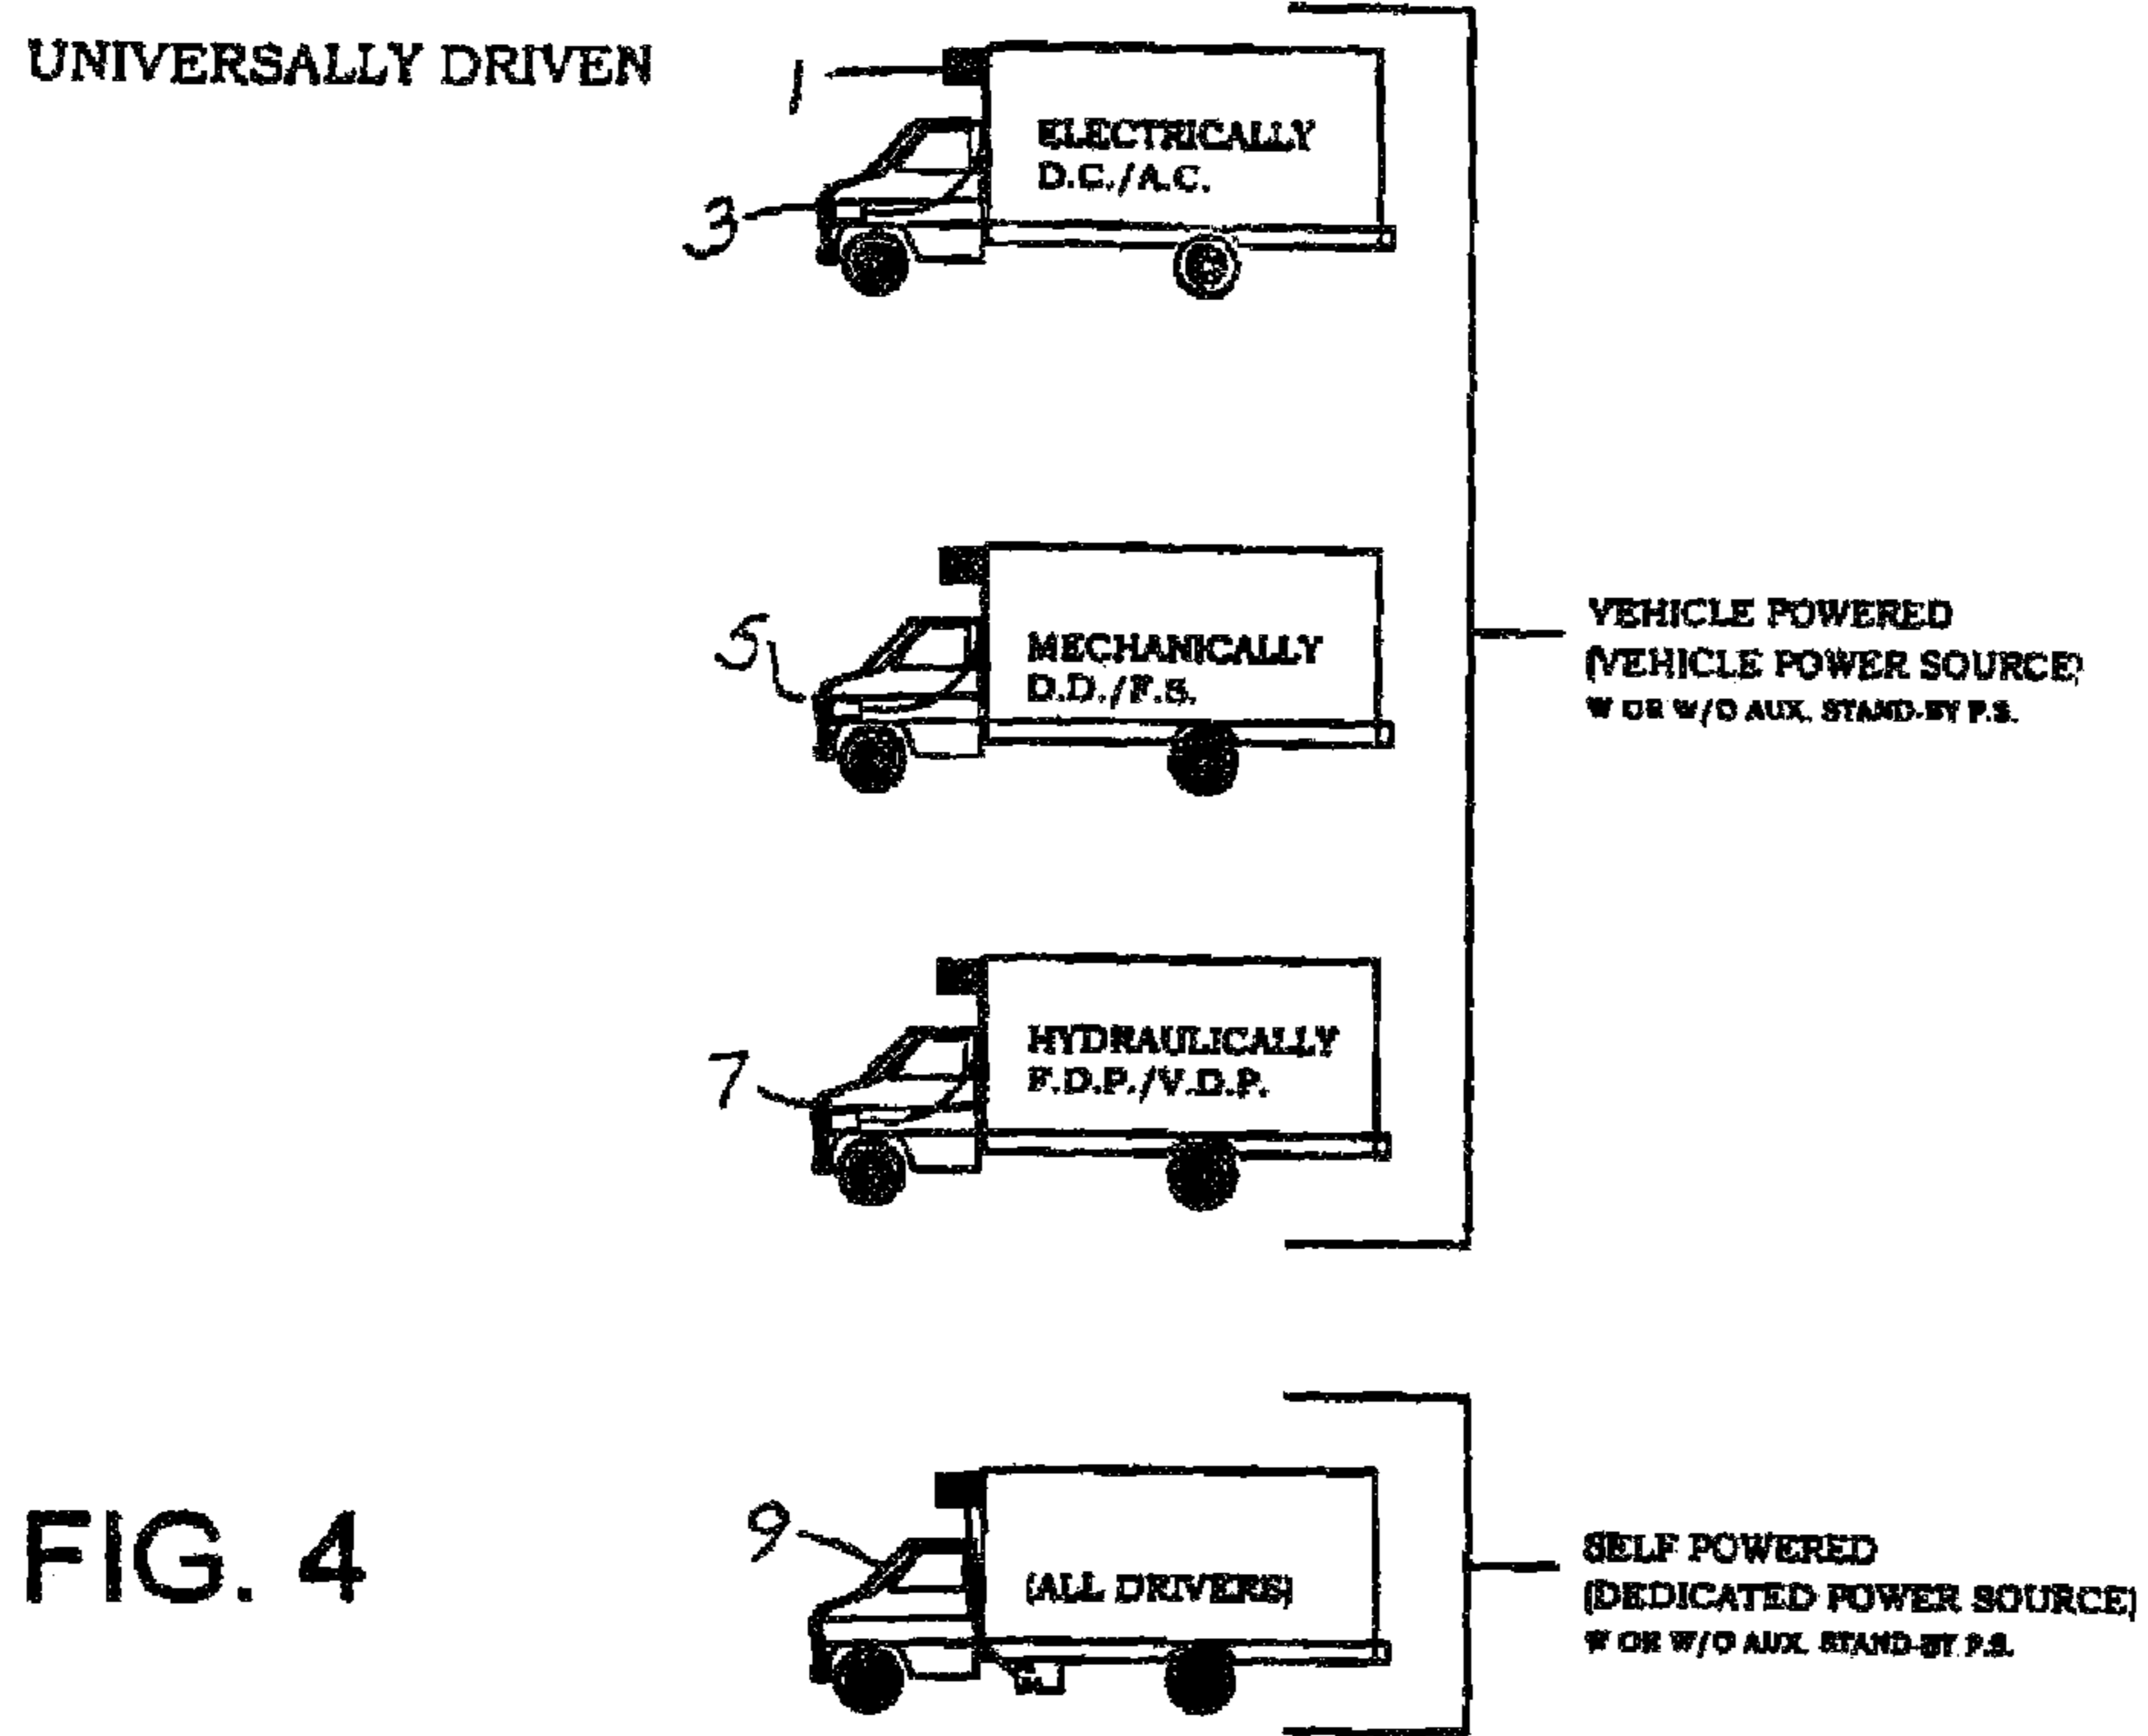 UNIVERSALLY DRIVEN
1
ELECTRICALLY
D.C./A.C.
3
5
MECHANICALLY
D.D./F.S.
VEHICLE POWERED
(VEHICLE POWER SOURCE)
W OR W/O AUX. STAND-BY P.S.
7
HYDRAULICALLY
F.D.P./V.D.P.
FIG. 4
9
(ALL DRIVERS)
SELF POWERED
(DEDICATED POWER SOURCE)
W OR W/O AUX. STAND-BY P.S.